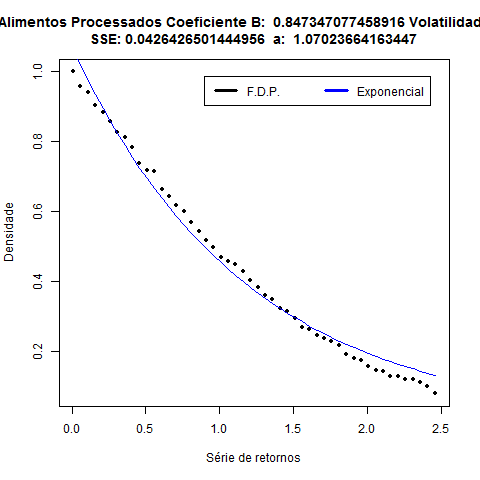 Alimentos Processados Coeficiente B: 0.847347077458916 Volatilidad
SSE: 0.0426426501444956 a: 1.07023664163447
F.D.P.
Exponencial
Densidade
1.0
0.8
0.6
0.4
0.2
0.0 0.5 1.0 1.5 2.0 2.5
Série de retornos